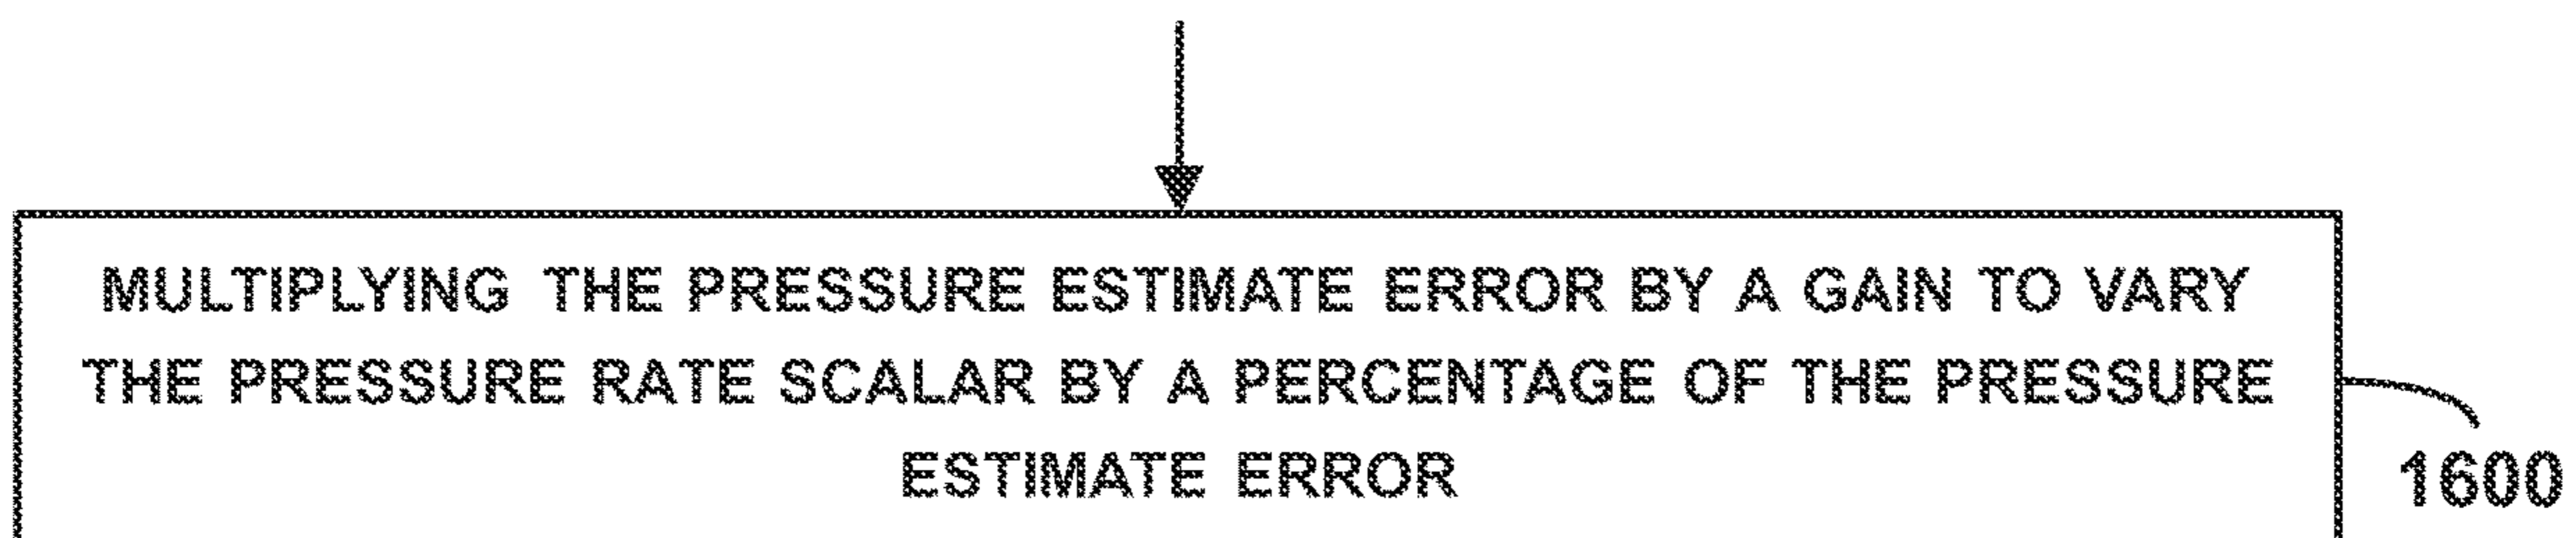 MULTIPLYING THE PRESSURE ESTIMATE ERROR BY A GAIN TO VARY
THE PRESSURE RATE SCALAR BY A PERCENTAGE OF THE PRESSURE
ESTIMATE ERROR
1600